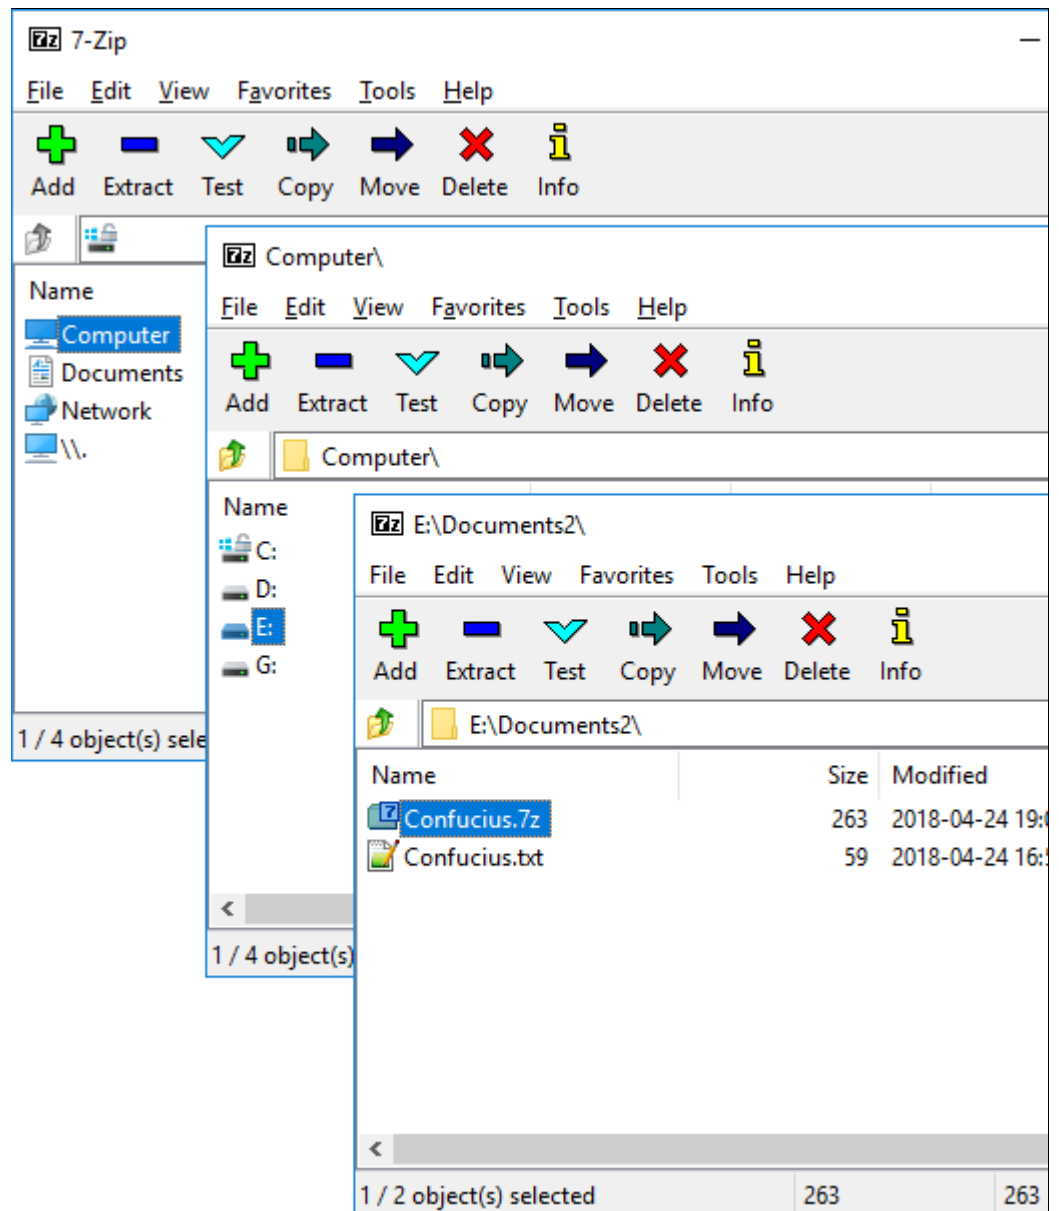 7-Zip
File Edit View Favorites Tools Help
Add Extract Test Copy Move Delete Info
Name
Computer
Documents
Network
\\.
1 / 4 object(s) sele
Computer\
File Edit View Favorites Tools Help
Add Extract Test Copy Move Delete Info
Computer\
Name
C:
D:
E:
G:
1 / 4 object(s)
E:\Documents2\
File Edit View Favorites Tools Help
Add Extract Test Copy Move Delete Info
E:\Documents2\
Name Size Modified
Confucius.7z 263 2018-04-24 19:
Confucius.txt 59 2018-04-24 16:
1 / 2 object(s) selected 263 263